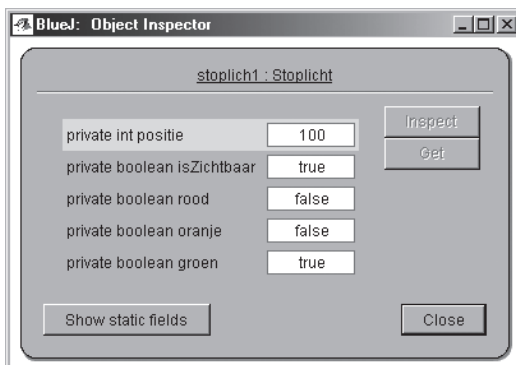 BlueJ: Object Inspector
stoplich1 : Stoplicht
private int positie 100
private boolean isZichtbaar true
private boolean rood false
private boolean oranje false
private boolean groen true
Inspect
Get
Show static fields
Close